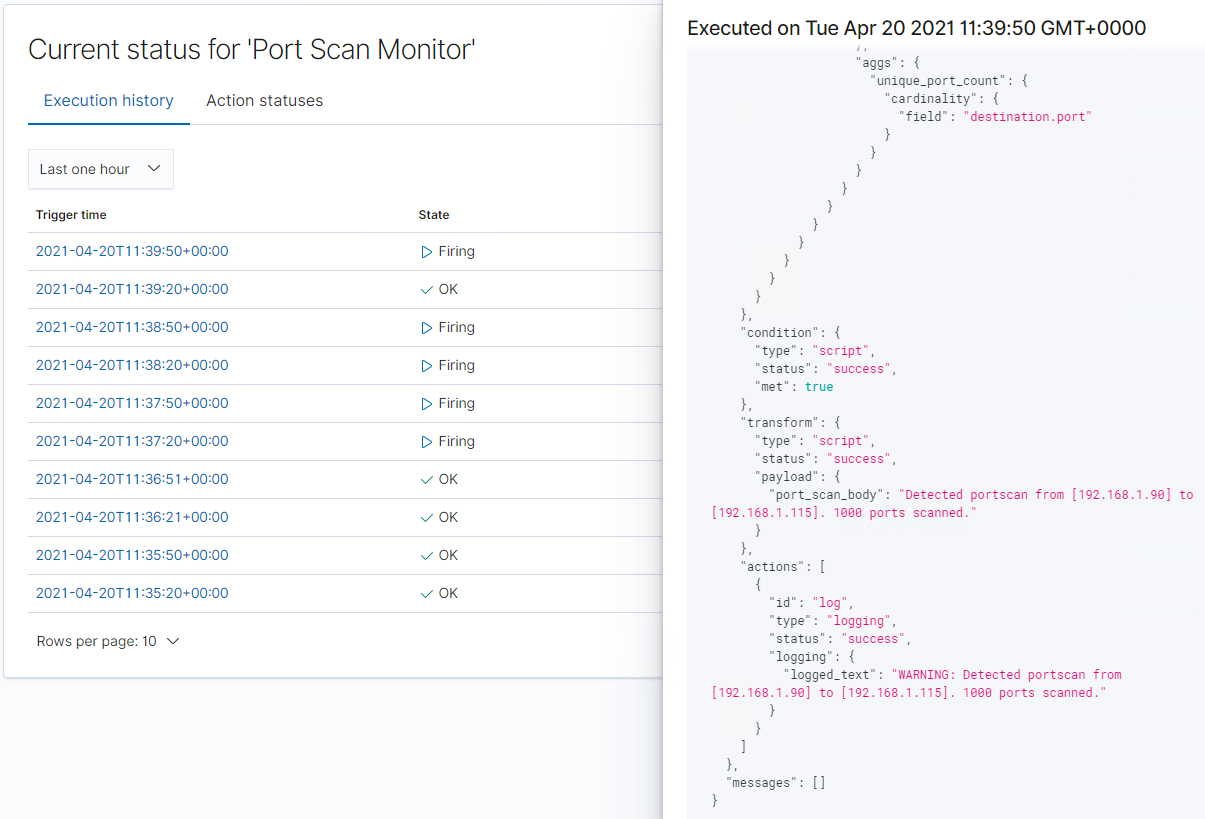 Current status for 'Port Scan Monitor'
Execution history
Action statuses
Last one hour
Trigger time State
2021-04-20T11:39:50+00:00 Firing
2021-04-20T11:39:20+00:00 OK
2021-04-20T11:38:50+00:00 Firing
2021-04-20T11:38:20+00:00 Firing
2021-04-20T11:37:50+00:00 Firing
2021-04-20T11:37:20+00:00 Firing
2021-04-20T11:36:51+00:00 OK
2021-04-20T11:36:21+00:00 OK
2021-04-20T11:35:50+00:00 OK
2021-04-20T11:35:20+00:00 OK
Rows per page: 10
Executed on Tue Apr 20 2021 11:39:50 GMT+0000
},
"aggs": {
"unique_port_count": {
"cardinality": {
"field": "destination.port"
}
}
}
}
}
}
}
}
}
}
},
"condition": {
"type": "script",
"status": "success",
"met": true
},
"transform": {
"type": "script",
"status": "success",
"payload": {
"port_scan_body": "Detected portscan from [192.168.1.90] to
[192.168.1.115]. 1000 ports scanned."
}
},
"actions": [
{
"id": "log",
"type": "logging",
"status": "success",
"logging": {
"logged_text": "WARNING: Detected portscan from
[192.168.1.90] to [192.168.1.115]. 1000 ports scanned."
}
}
]
},
"messages": []
}